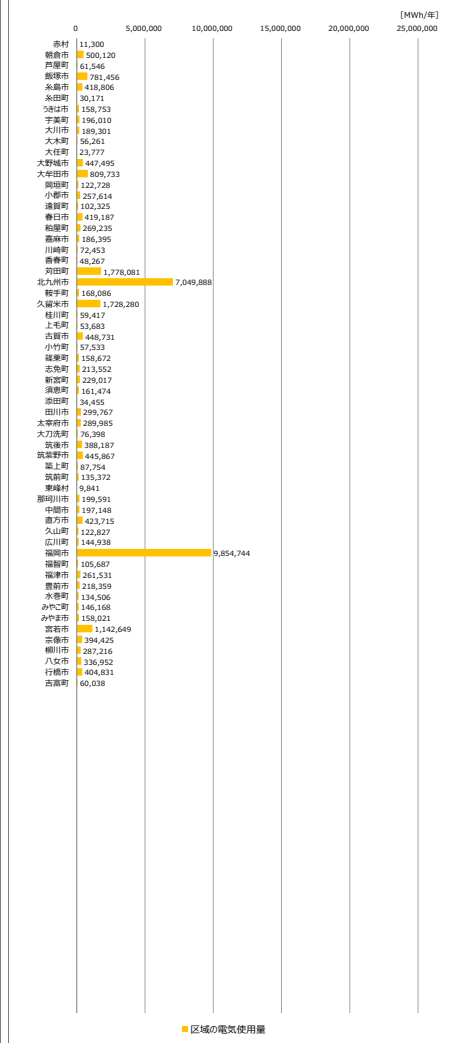 [MWh/年]
0 5,000,000 10,000,000 15,000,000 20,000,000 25,000,000
赤村 11,300
朝倉市 500,120
芦屋町 61,546
飯塚市 781,456
糸島市 418,806
糸田町 30,171
うきは市 158,753
宇美町 196,010
大川市 189,301
大木町 56,261
大任町 23,777
大野城市 447,495
大牟田市 809,733
岡垣町 122,728
小郡市 257,614
遠賀町 102,325
春日市 419,187
粕屋町 269,235
嘉麻市 186,395
川崎町 72,453
香春町 48,267
苅田町 1,778,081
北九州市 7,049,888
鞍手町 168,086
久留米市 1,728,280
桂川町 59,417
上毛町 53,683
古賀市 448,731
小竹町 57,533
篠栗町 158,672
志免町 213,552
新宮町 229,017
須恵町 161,474
添田町 34,455
田川市 299,767
太宰府市 289,985
大刀洗町 76,398
筑後市 388,187
筑紫野市 445,867
築上町 87,754
筑前町 135,372
東峰村 9,841
那珂川市 199,591
中間市 197,148
直方市 423,715
久山町 122,827
広川町 144,938
福岡市 9,854,744
福智町 105,687
福津市 261,531
豊前市 218,359
水巻町 134,506
みやこ町 146,168
みやま市 158,021
宮若市 1,142,649
宗像市 394,425
柳川市 287,216
八女市 336,952
行橋市 404,831
吉富町 60,038
区域の電気使用量